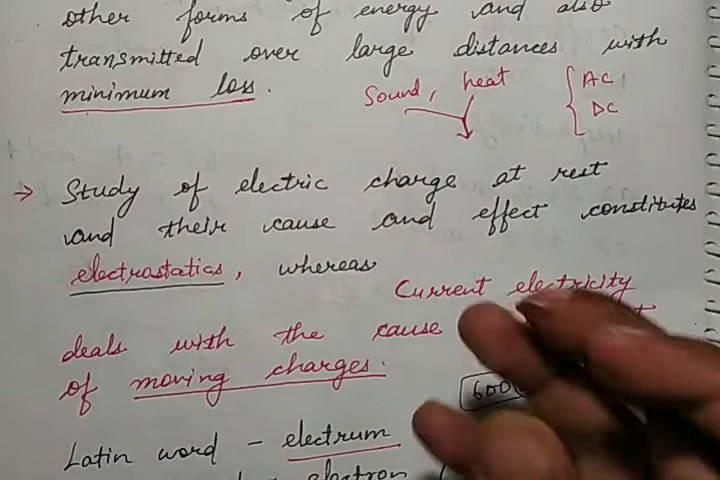 other forms of energy and also
transmitted over large distances with
minimum loss.
Sound, heat
AC
DC
→ Study of electric charge at rest
and their cause and effect constitutes
electrostatics, whereas
Current electricity
deals with the cause
of moving charges.
Latin word - electrum
electron